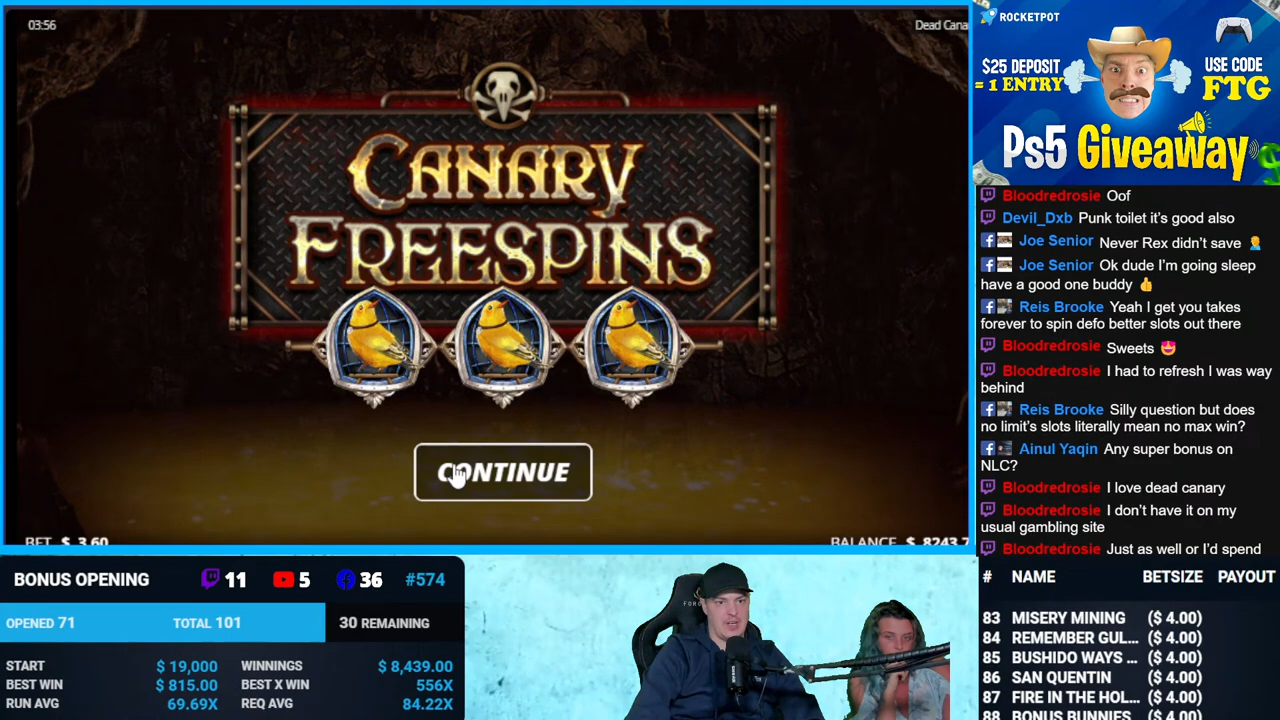 03:56
Dead Cana
CANARY
FREESPINS
CONTINUE
BET $ 3.60
BALANCE $ 8243.7
ROCKETPOT
$25 DEPOSIT
= 1 ENTRY
USE CODE
FTG
Ps5 Giveaway
Bloodredrosie Oof
Devil_Dxb Punk toilet it's good also
Joe Senior Never Rex didn't save
Joe Senior Ok dude I'm going sleep
have a good one buddy
Reis Brooke Yeah I get you takes
forever to spin defo better slots out there
Bloodredrosie Sweets
Bloodredrosie I had to refresh I was way
behind
Reis Brooke Silly question but does
no limit's slots literally mean no max win?
Ainul Yaqin Any super bonus on
NLC?
Bloodredrosie I love dead canary
Bloodredrosie I don't have it on my
usual gambling site
Bloodredrosie Just as well or I'd spend
BONUS OPENING 11 5 36 #574
OPENED 71 TOTAL 101 30 REMAINING
START $ 19,000 WINNINGS $ 8,439.00
BEST WIN $ 815.00 BEST X WIN 556X
RUN AVG 69.69X REQ AVG 84.22X
# NAME BETSIZE PAYOUT
83 MISERY MINING ($ 4.00)
84 REMEMBER GUL... ($ 4.00)
85 BUSHIDO WAYS ... ($ 4.00)
86 SAN QUENTIN ($ 4.00)
87 FIRE IN THE HOL... ($ 4.00)
88 BONUS BUNNIES ($ 4.00)